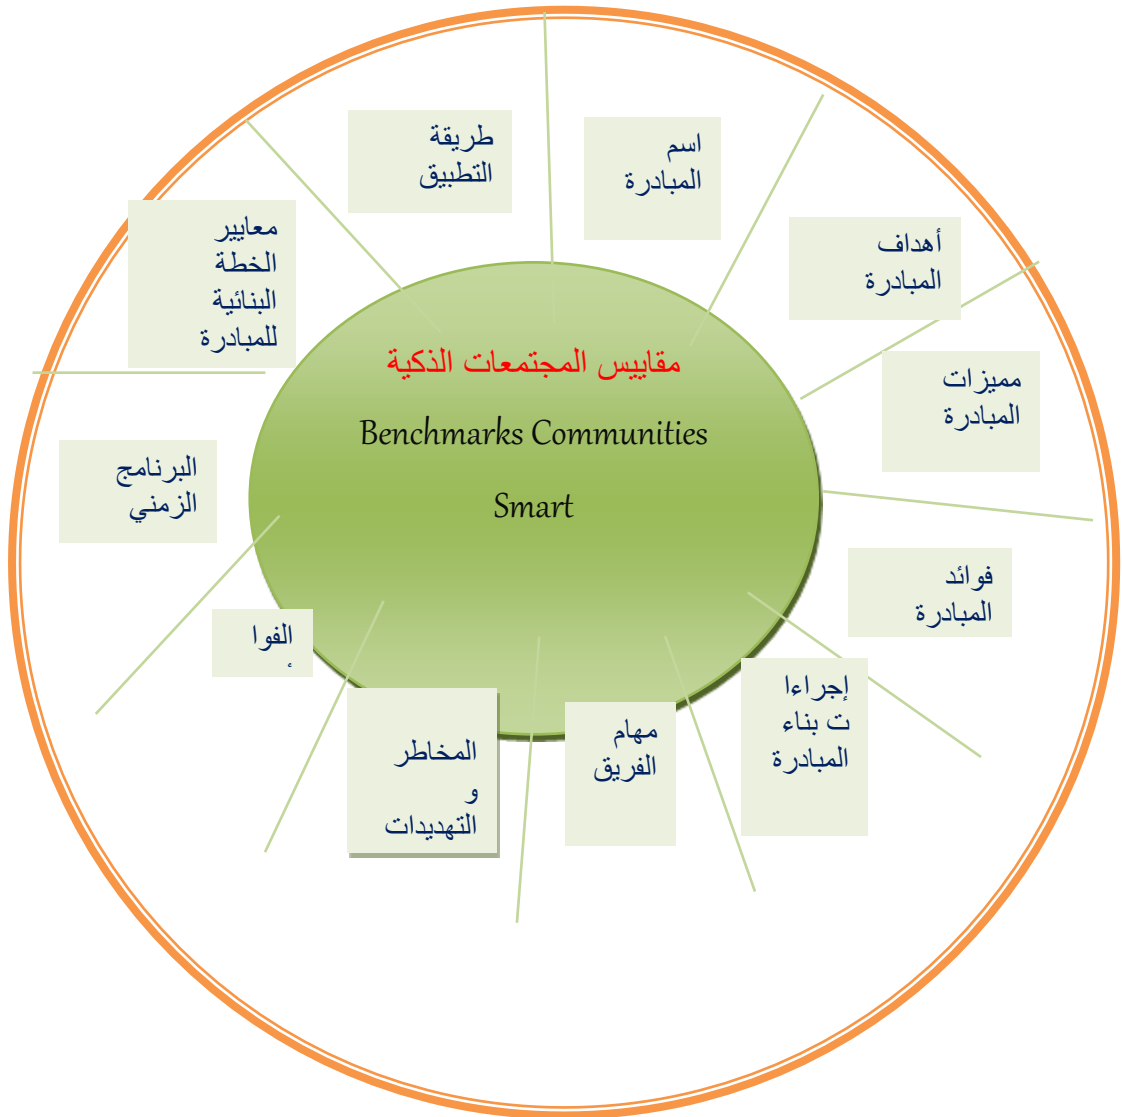 مقاييس المجتمعات الذكية
Benchmarks Communities
Smart
اسم
المبادرة
أهداف
المبادرة
مميزات
المبادرة
فوائد
المبادرة
إجراءا
ت بناء
المبادرة
مهام
الفريق
المخاطر
و
التهديدات
الفوا
البرنامج
الزمني
معايير
الخطة
البنائية
للمبادرة
طريقة
التطبيق